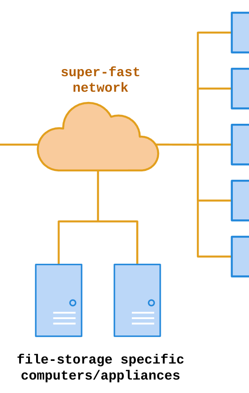 super-fast
network
file-storage specific
computers/appliances